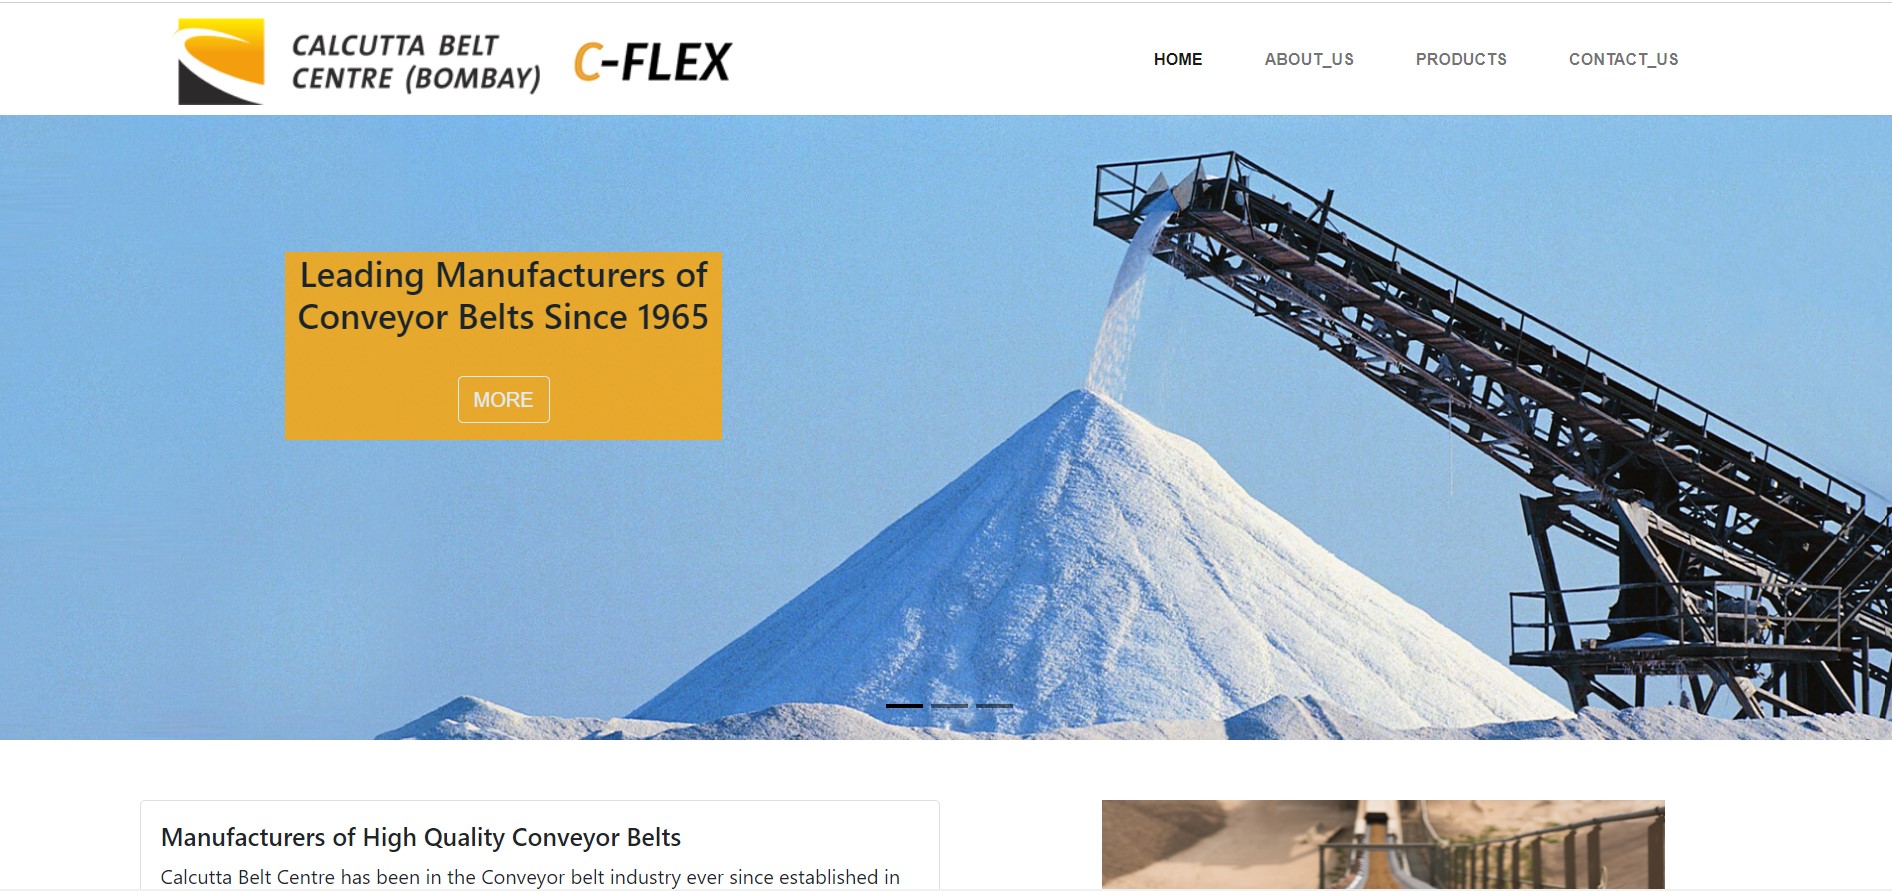 CALCUTTA BELT
CENTRE (BOMBAY)
C-FLEX
HOME ABOUT_US PRODUCTS CONTACT_US
Leading Manufacturers of
Conveyor Belts Since 1965
MORE
Manufacturers of High Quality Conveyor Belts
Calcutta Belt Centre has been in the Conveyor belt industry ever since established in